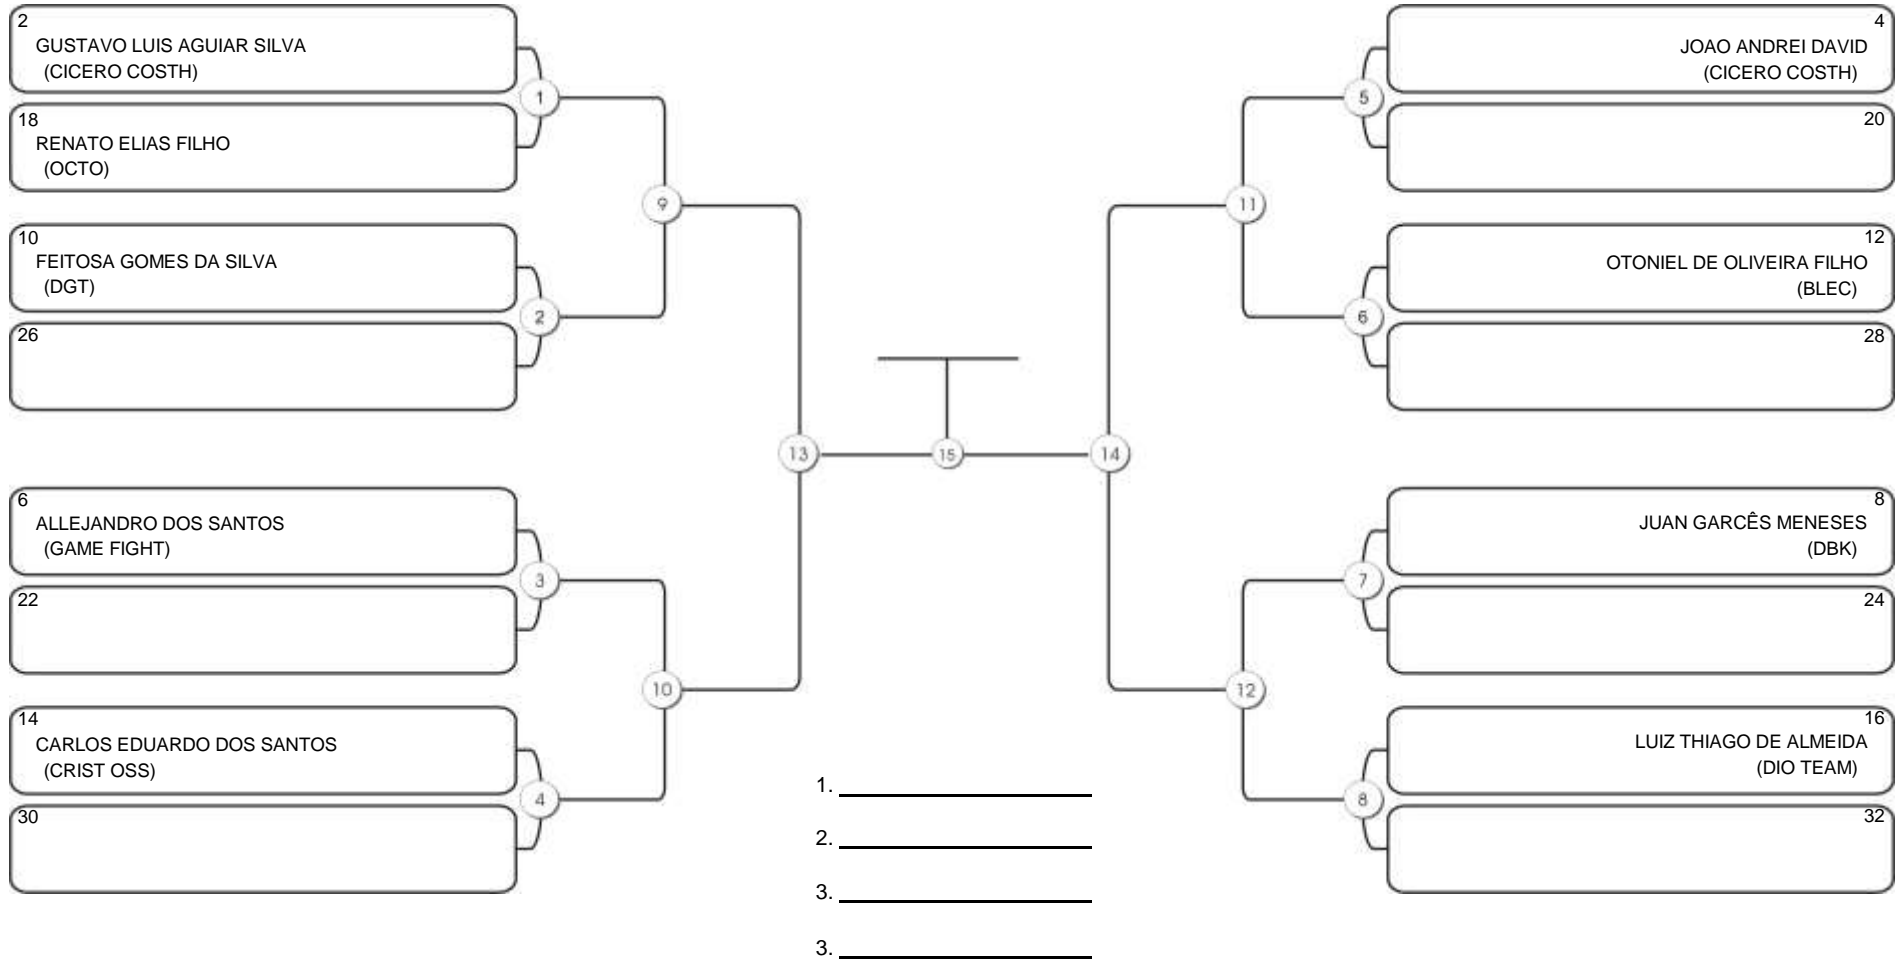 2
GUSTAVO LUIS AGUIAR SILVA
(CICERO COSTH)
18
RENATO ELIAS FILHO
(OCTO)
1
10
FEITOSA GOMES DA SILVA
(DGT)
26
2
9
6
ALLEJANDRO DOS SANTOS
(GAME FIGHT)
22
3
14
CARLOS EDUARDO DOS SANTOS
(CRIST OSS)
30
4
10
13
15
14
4
JOAO ANDREI DAVID
(CICERO COSTH)
20
5
12
OTONIEL DE OLIVEIRA FILHO
(BLEC)
28
6
11
8
JUAN GARCÊS MENESES
(DBK)
24
7
16
LUIZ THIAGO DE ALMEIDA
(DIO TEAM)
32
8
12
1.
2.
3.
3.